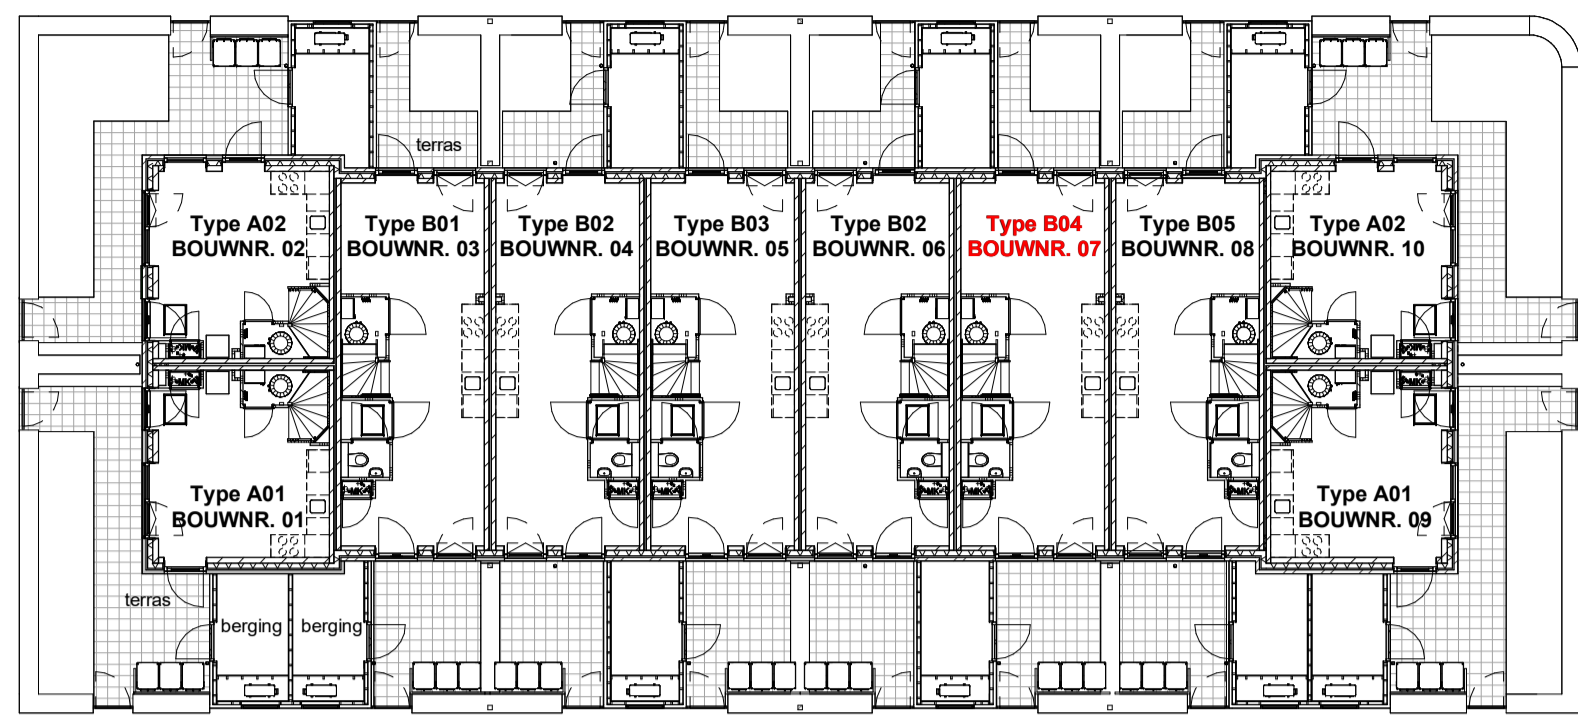 terras
Type A02
BOUWNR. 02
Type B01
BOUWNR. 03
Type B02
BOUWNR. 04
Type B03
BOUWNR. 05
Type B02
BOUWNR. 06
Type B04
BOUWNR. 07
Type B05
BOUWNR. 08
Type A02
BOUWNR. 10
Type A01
BOUWNR. 01
Type A01
BOUWNR. 09
terras
berging
berging